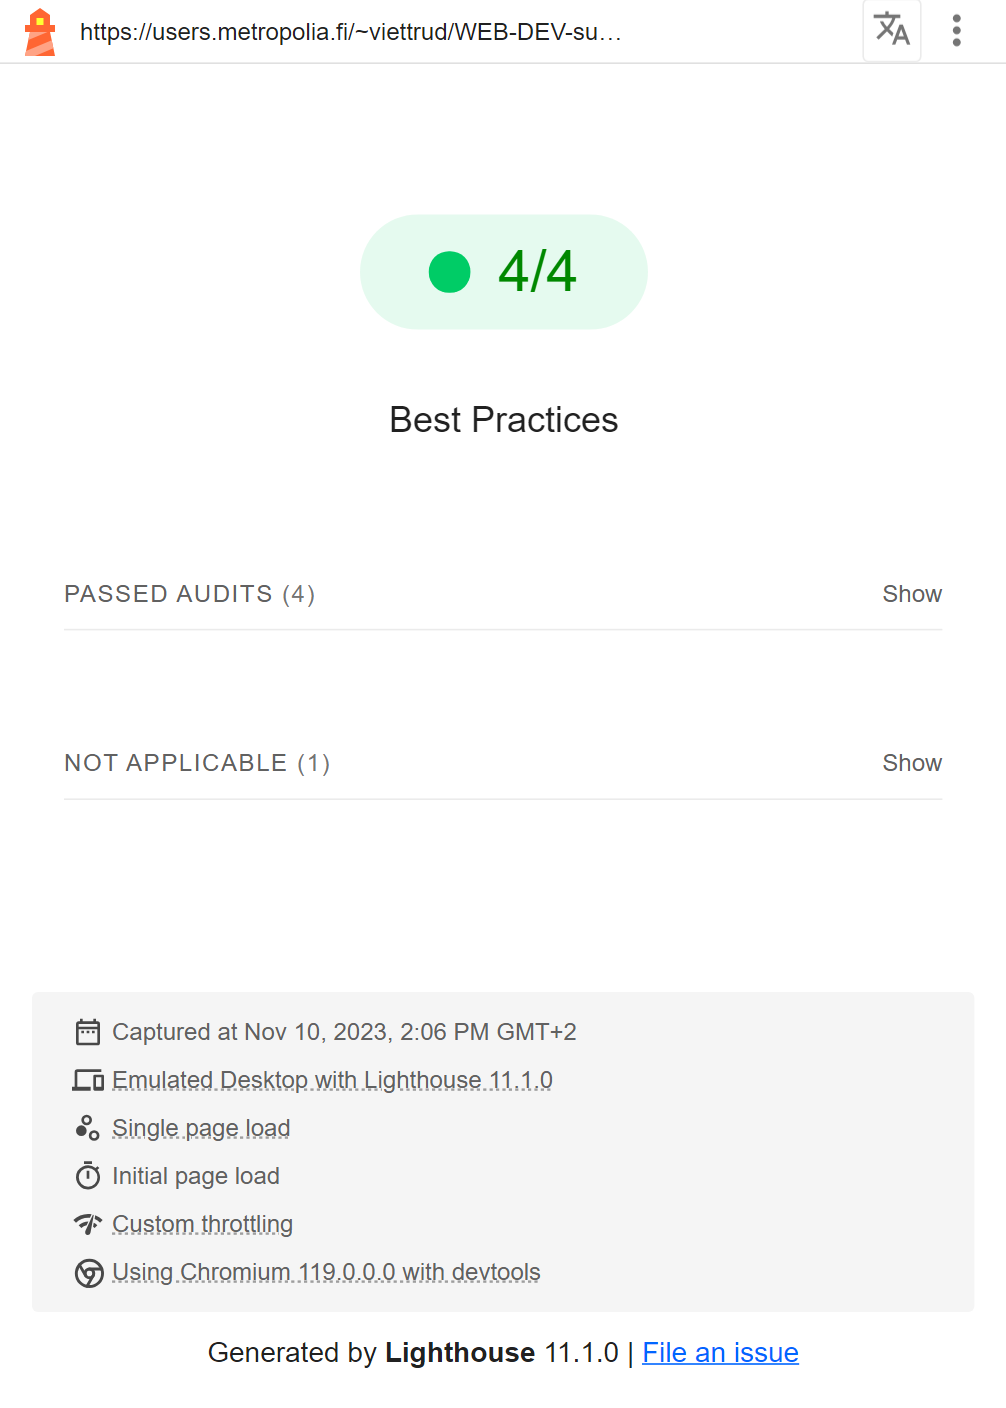 https://users.metropolia.fi/~viettrud/WEB-DEV-su…
4/4
Best Practices
PASSED AUDITS (4) Show
NOT APPLICABLE (1) Show
Captured at Nov 10, 2023, 2:06 PM GMT+2
Emulated Desktop with Lighthouse 11.1.0
Single page load
Initial page load
Custom throttling
Using Chromium 119.0.0.0 with devtools
Generated by Lighthouse 11.1.0 | File an issue